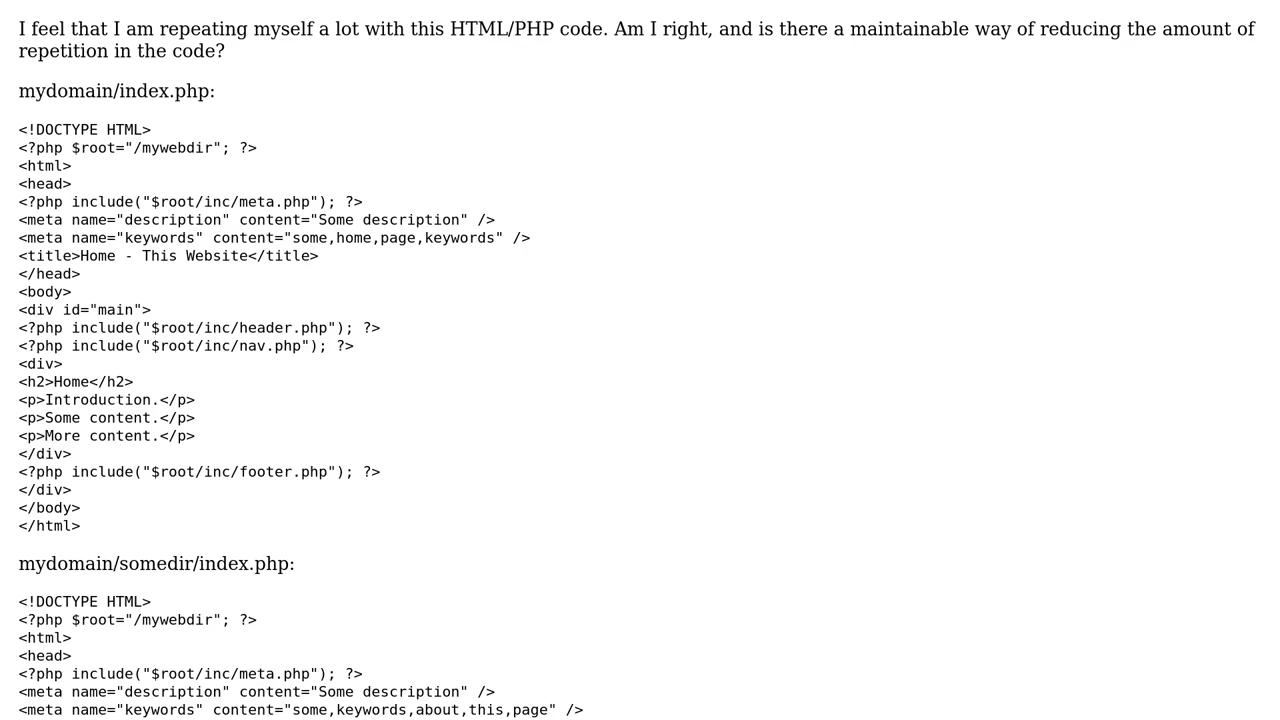 I feel that I am repeating myself a lot with this HTML/PHP code. Am I right, and is there a maintainable way of reducing the amount of
repetition in the code?
mydomain/index.php:
<!DOCTYPE HTML>
<?php $root="/mywebdir"; ?>
<html>
<head>
<?php include("$root/inc/meta.php"); ?>
<meta name="description" content="Some description" />
<meta name="keywords" content="some,home,page,keywords" />
<title>Home - This Website</title>
</head>
<body>
<div id="main">
<?php include("$root/inc/header.php"); ?>
<?php include("$root/inc/nav.php"); ?>
<div>
<h2>Home</h2>
<p>Introduction.</p>
<p>Some content.</p>
<p>More content.</p>
</div>
<?php include("$root/inc/footer.php"); ?>
</div>
</body>
</html>
mydomain/somedir/index.php:
<!DOCTYPE HTML>
<?php $root="/mywebdir"; ?>
<html>
<head>
<?php include("$root/inc/meta.php"); ?>
<meta name="description" content="Some description" />
<meta name="keywords" content="some,keywords,about,this,page" />